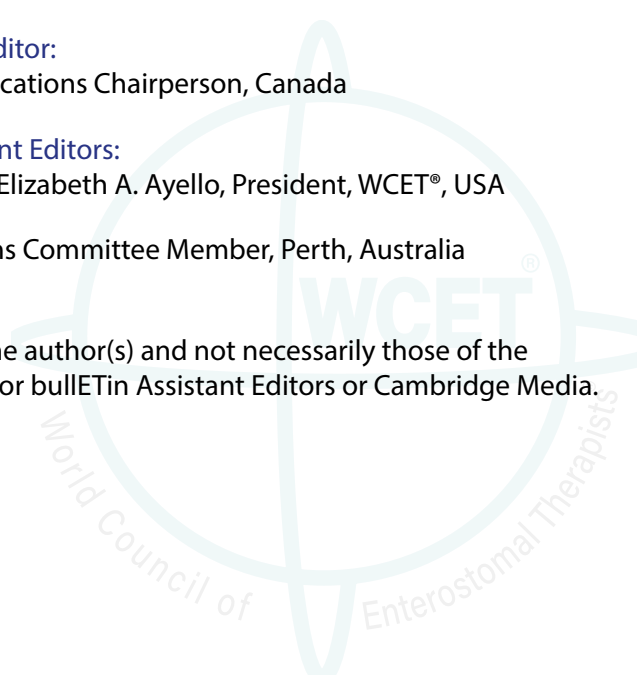 ditor:
cations Chairperson, Canada
nt Editors:
Elizabeth A. Ayello, President, WCET®, USA
ns Committee Member, Perth, Australia
WCET®
ne author(s) and not necessarily those of the
or bullETin Assistant Editors or Cambridge Media.
World Council of Enterostomal Therapists